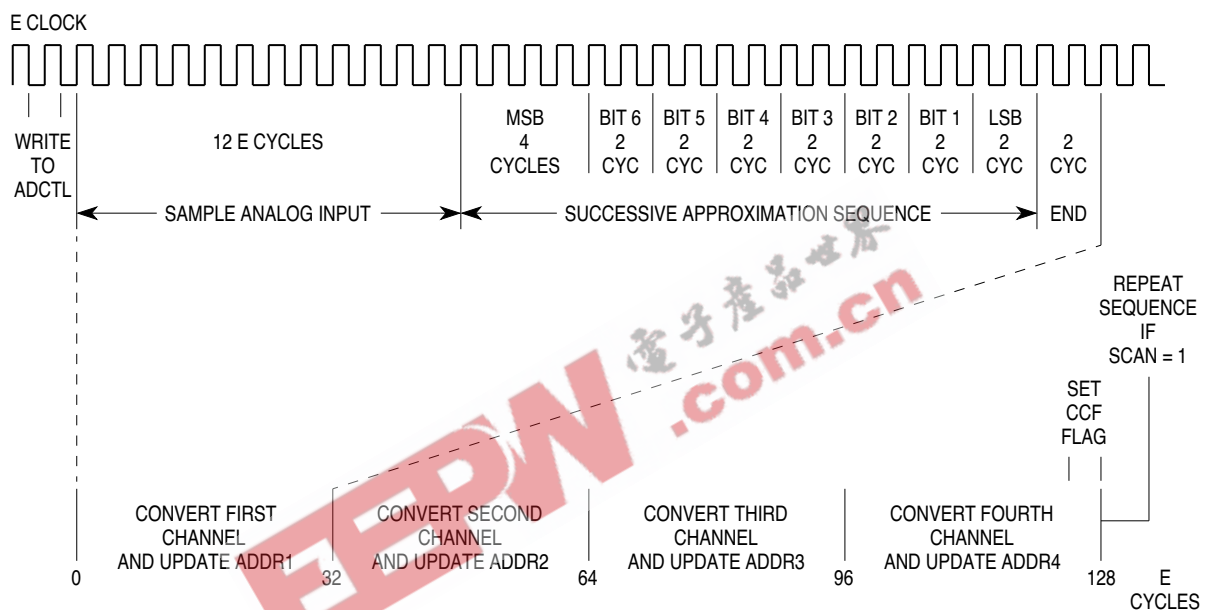 E CLOCK
WRITE
TO
ADCTL
12 E CYCLES
MSB
4
CYCLES
BIT 6
2
CYC
BIT 5
2
CYC
BIT 4
2
CYC
BIT 3
2
CYC
BIT 2
2
CYC
BIT 1
2
CYC
LSB
2
CYC
2
CYC
SAMPLE ANALOG INPUT
SUCCESSIVE APPROXIMATION SEQUENCE
END
REPEAT
SEQUENCE
IF
SCAN = 1
SET
CCF
FLAG
CONVERT FIRST
CHANNEL
AND UPDATE ADDR1
CONVERT SECOND
CHANNEL
AND UPDATE ADDR2
CONVERT THIRD
CHANNEL
AND UPDATE ADDR3
CONVERT FOURTH
CHANNEL
AND UPDATE ADDR4
0
32
64
96
128
E
CYCLES
EEPW
.com.cn
電子產品世界